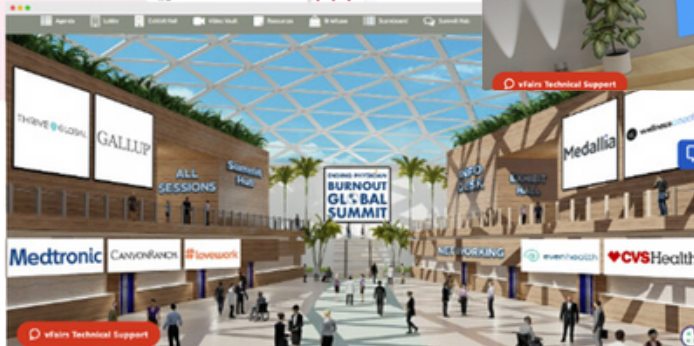 Agenda
Lobby
Exhibit Hall
Video Vault
Resources
Briefcase
Scoreboard
Summit Hub
vFairs Technical Support
THRIVE GLOBAL
GALLUP
ALL
SESSIONS
Summit
Hub
ENDING PHYSICIAN
BURNOUT
GLOBAL
SUMMIT
INFO
DESK
EXHIBIT
HALL
Medallia
Medtronic
CANYON RANCH
#lovework
NETWORKING
evenhealth
CVSHealth
vFairs Technical Support